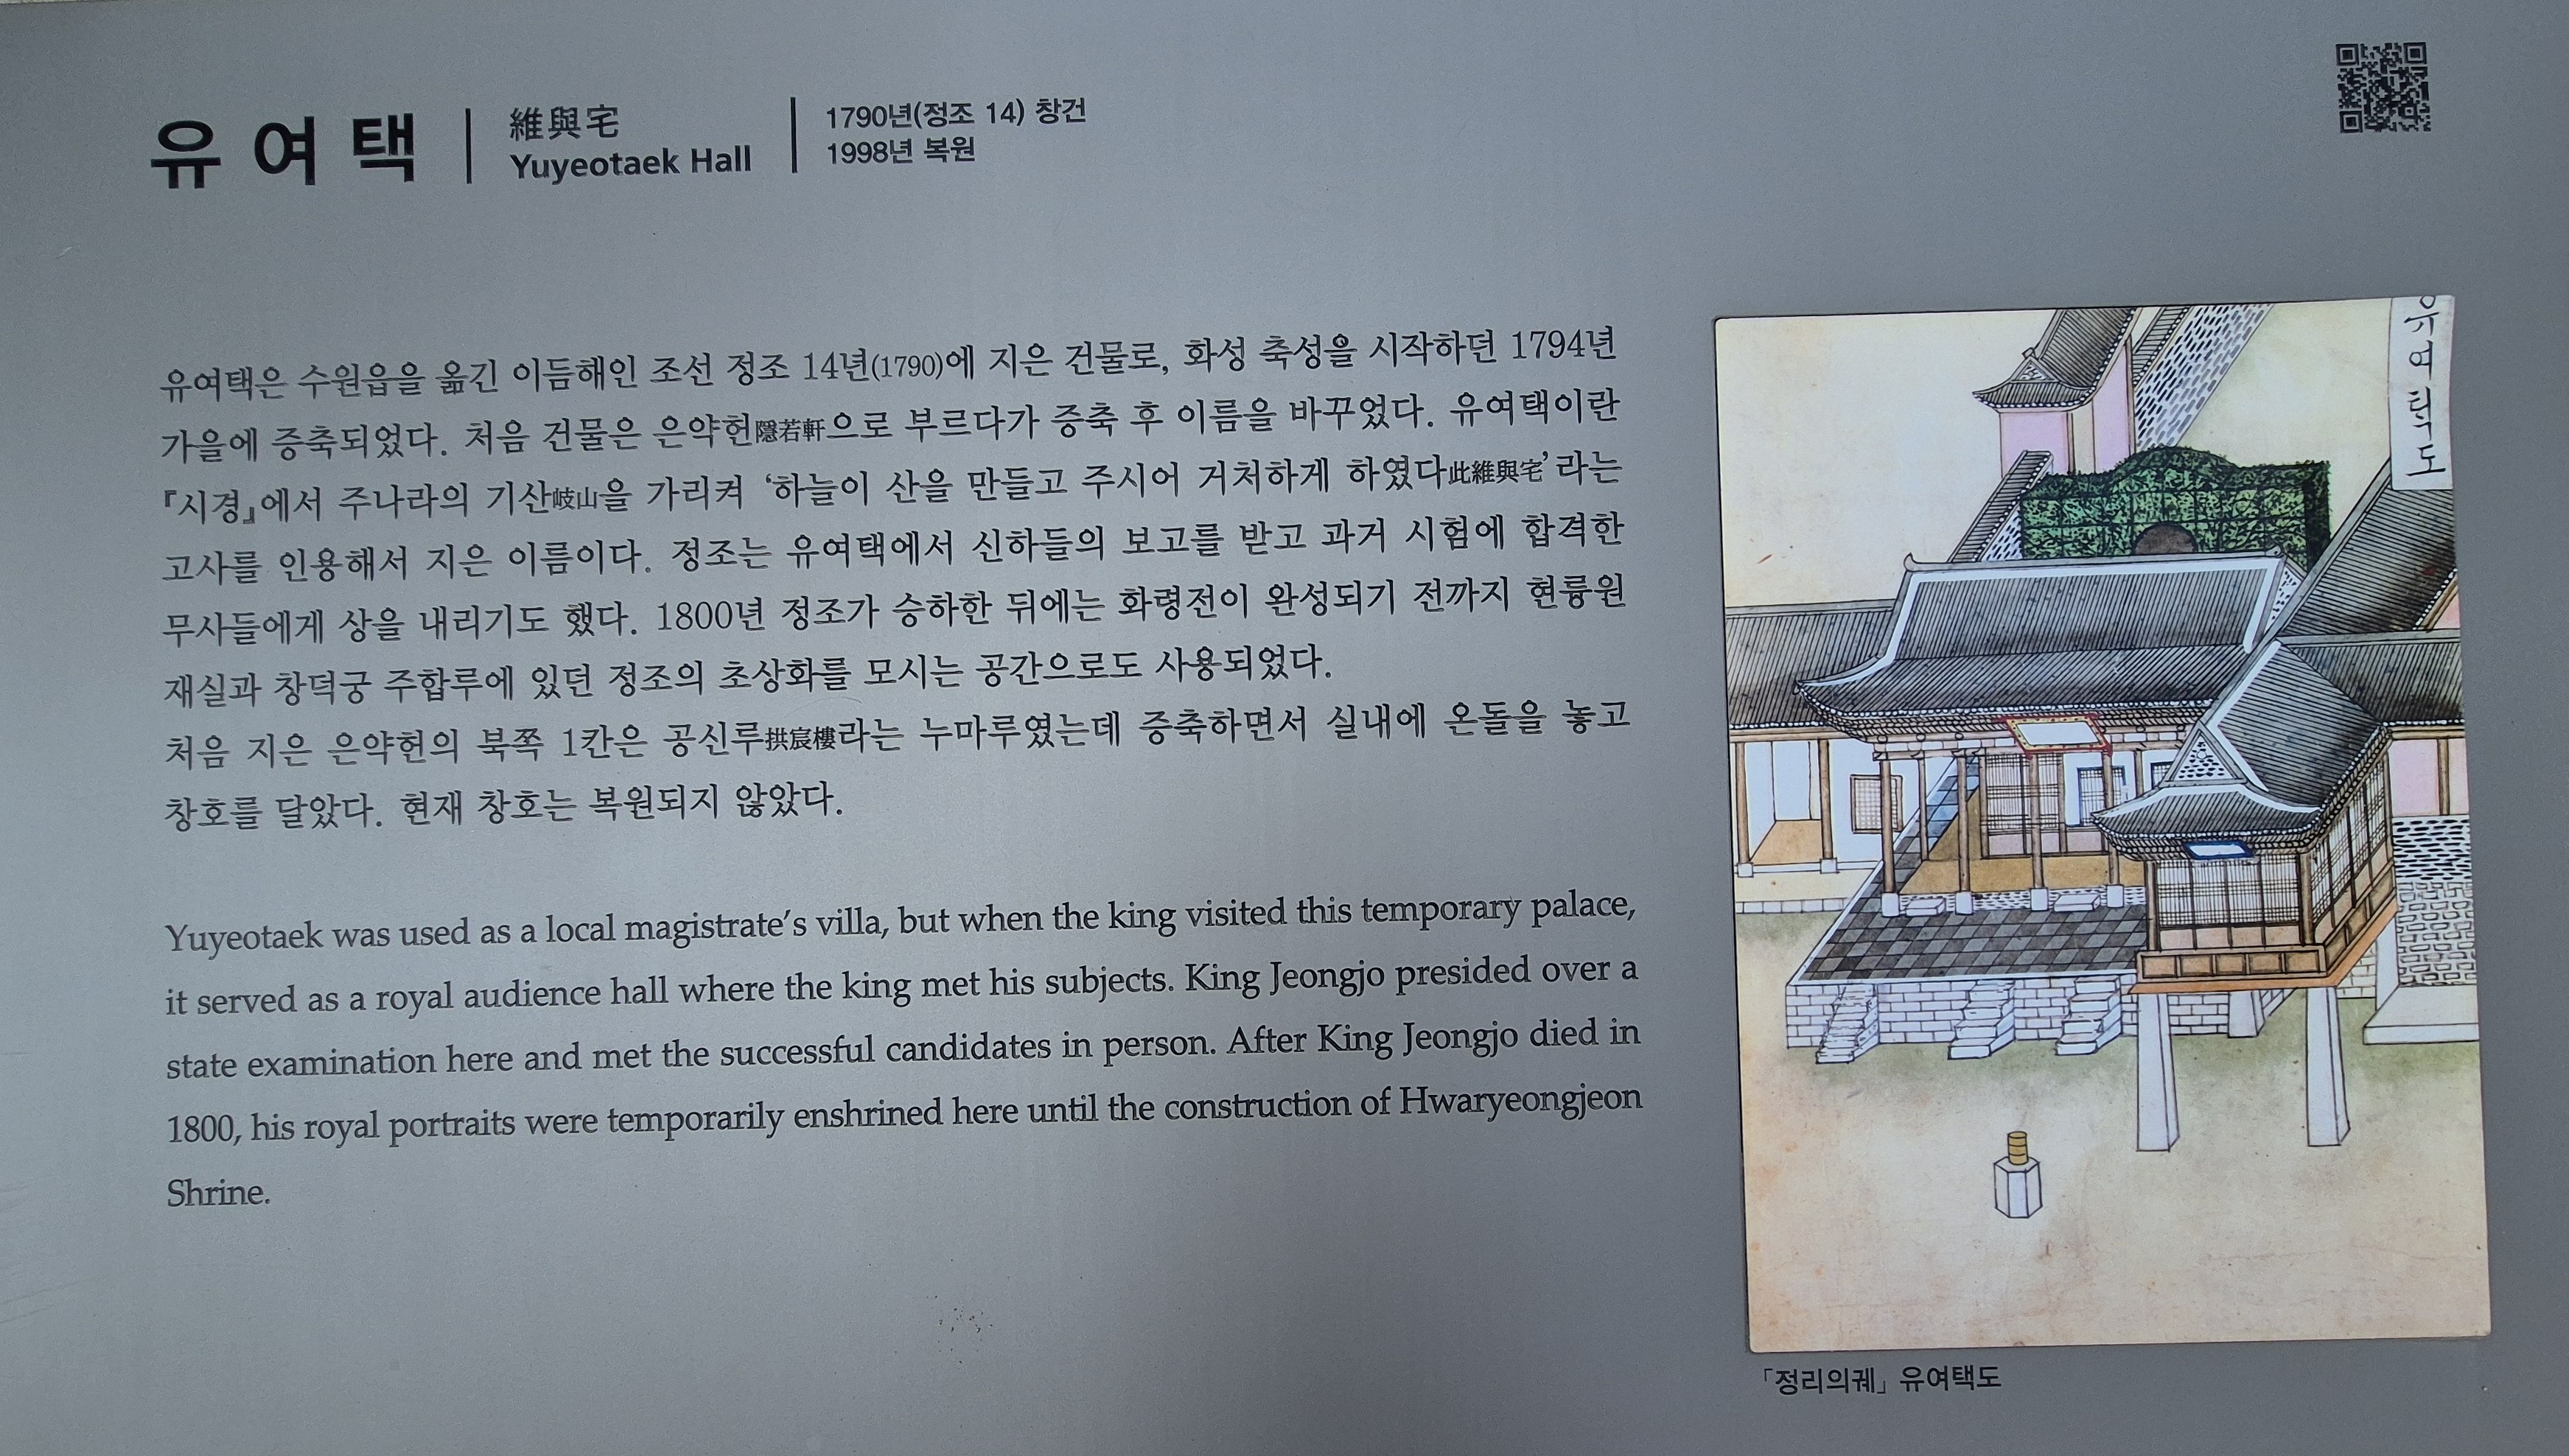 유여택
維與宅
Yuyeotaek Hall
1790년(정조 14) 창건
1998년 복원
유여택은 수원읍을 옮긴 이듬해인 조선 정조 14년(1790)에 지은 건물로, 화성 축성을 시작하던 1794년
가을에 증축되었다. 처음 건물은 은약헌隱若軒으로 부르다가 증축 후 이름을 바꾸었다. 유여택이란
『시경』에서 주나라의 기산岐山을 가리켜 ‘하늘이 산을 만들고 주시어 거처하게 하였다此維與宅’라는
고사를 인용해서 지은 이름이다. 정조는 유여택에서 신하들의 보고를 받고 과거 시험에 합격한
무사들에게 상을 내리기도 했다. 1800년 정조가 승하한 뒤에는 화령전이 완성되기 전까지 현륭원
재실과 창덕궁 주합루에 있던 정조의 초상화를 모시는 공간으로도 사용되었다.
처음 지은 은약헌의 북쪽 1칸은 공신루拱宸樓라는 누마루였는데 증축하면서 실내에 온돌을 놓고
창호를 달았다. 현재 창호는 복원되지 않았다.
Yuyeotaek was used as a local magistrate’s villa, but when the king visited this temporary palace,
it served as a royal audience hall where the king met his subjects. King Jeongjo presided over a
state examination here and met the successful candidates in person. After King Jeongjo died in
1800, his royal portraits were temporarily enshrined here until the construction of Hwaryeongjeon
Shrine.
유여턱도
「정리의궤」 유여택도